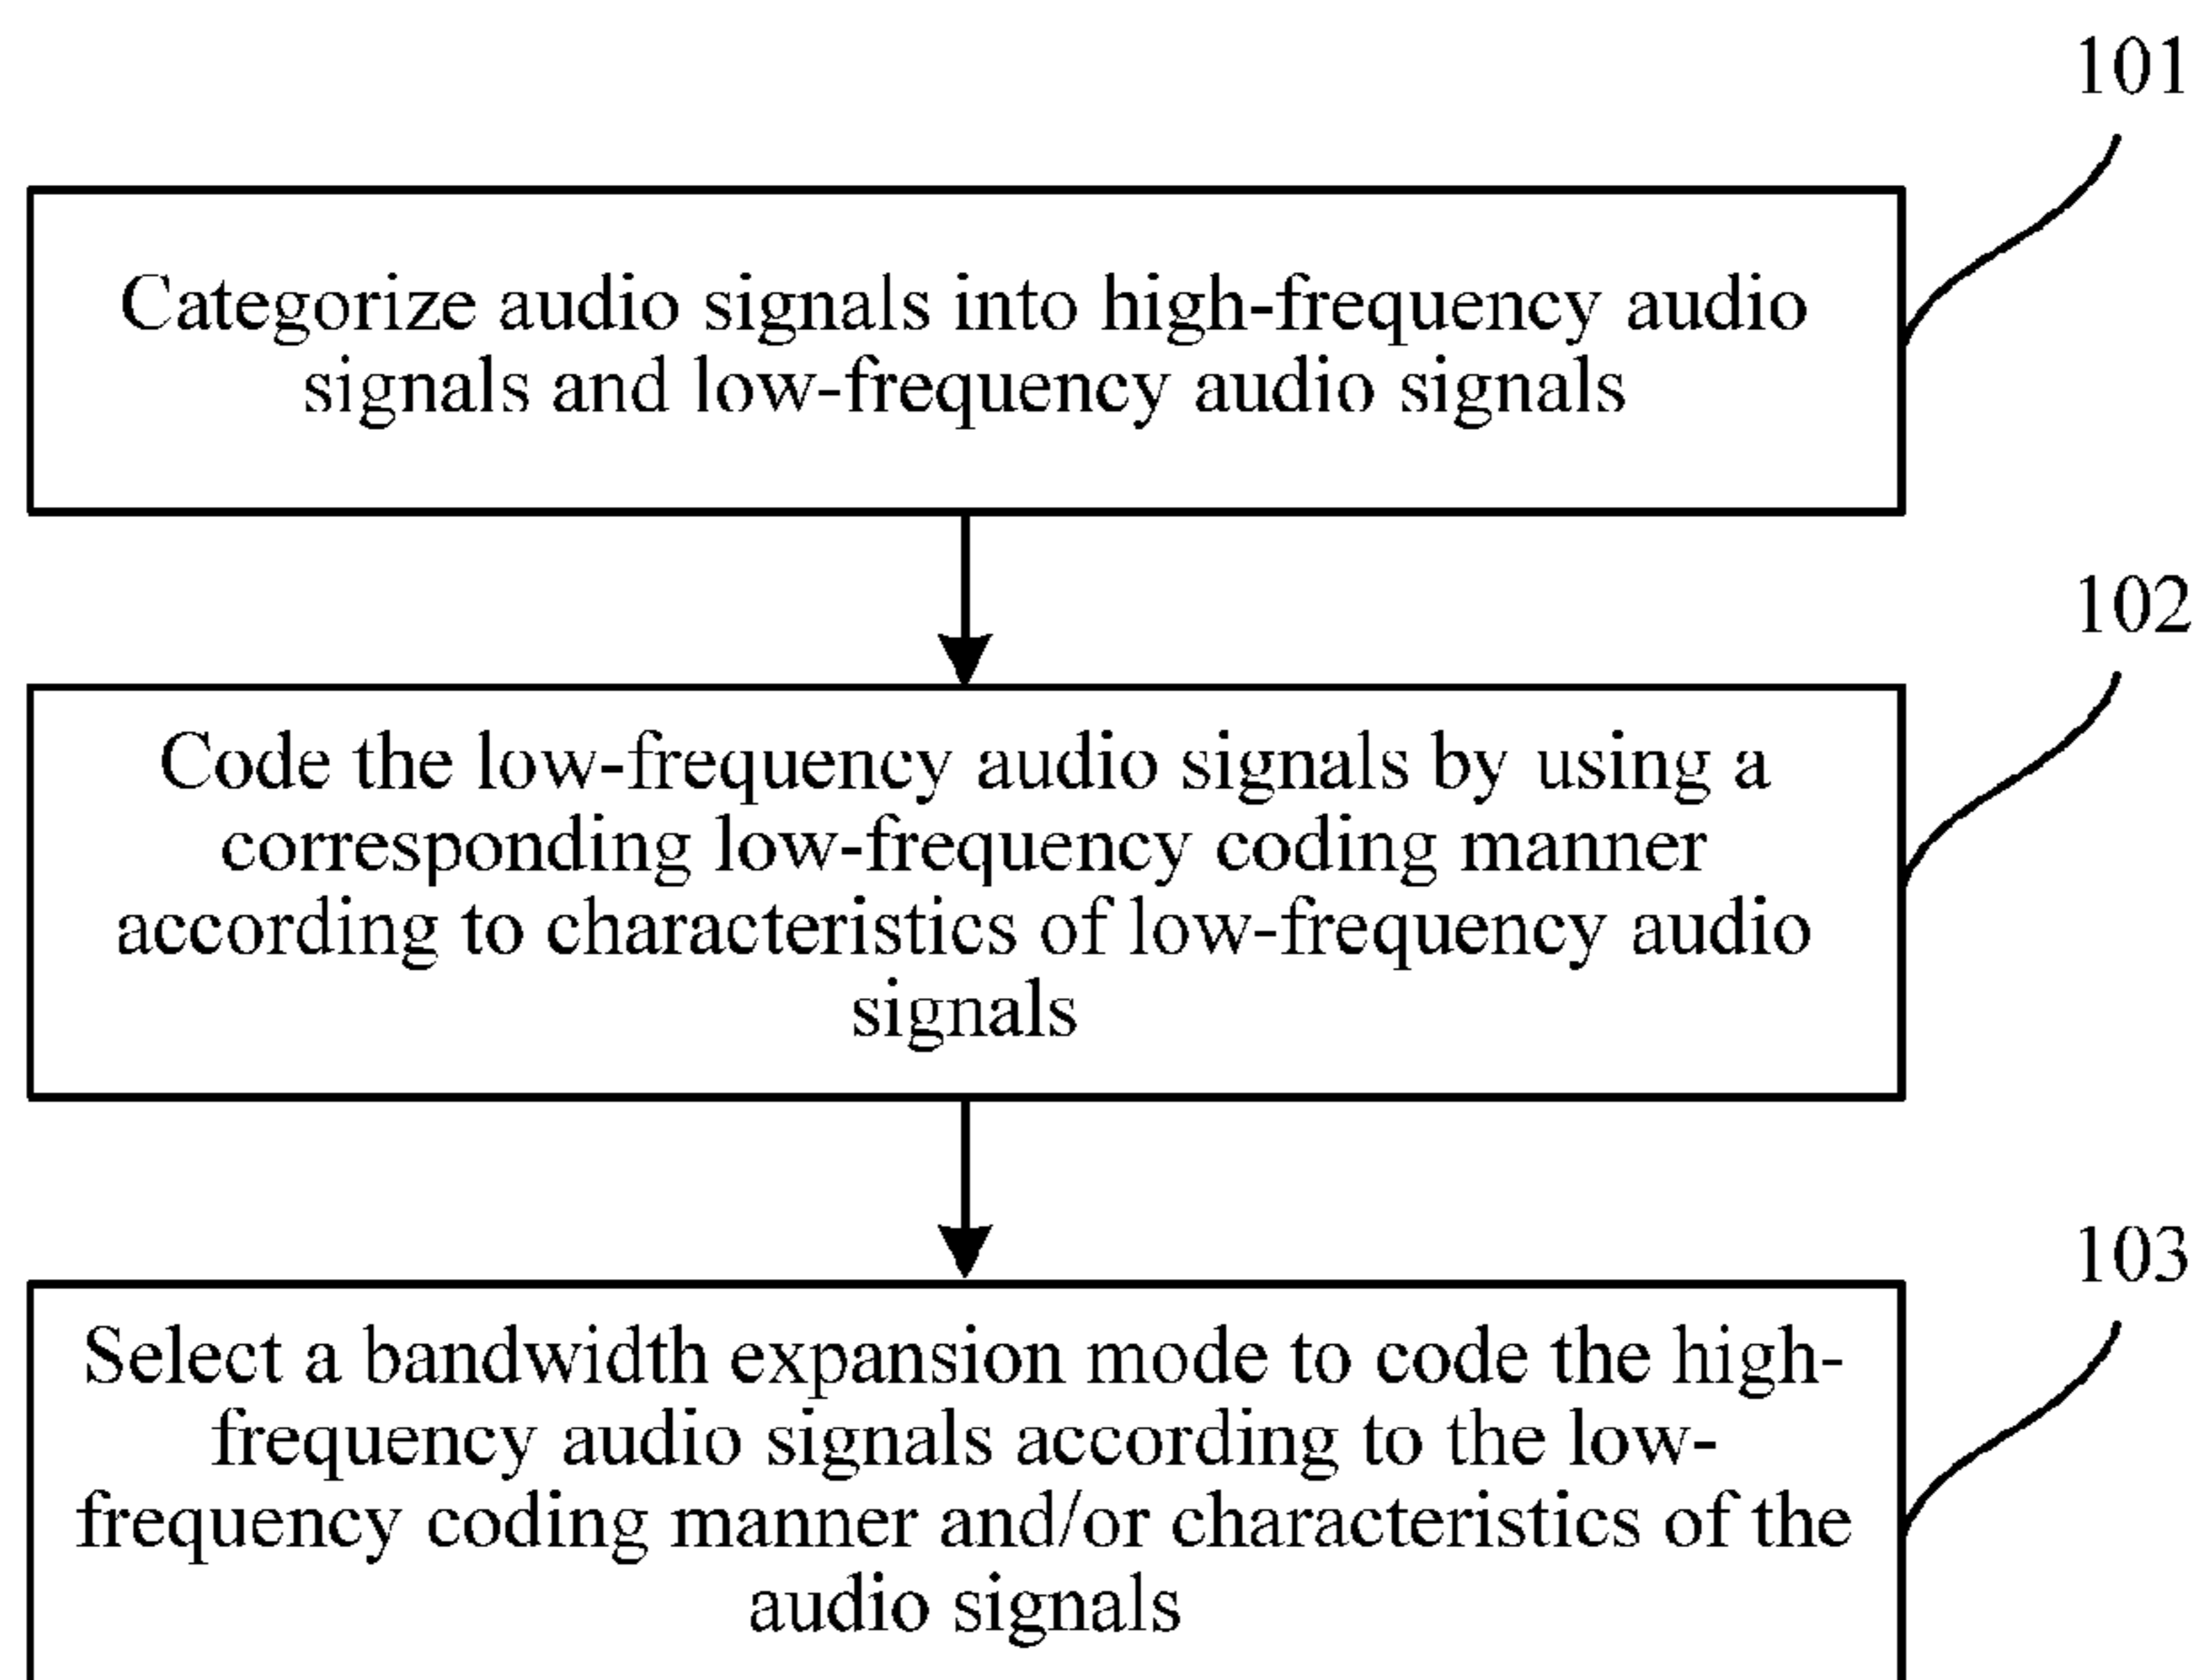 101
Categorize audio signals into high-frequency audio
signals and low-frequency audio signals
102
Code the low-frequency audio signals by using a
corresponding low-frequency coding manner
according to characteristics of low-frequency audio
signals
103
Select a bandwidth expansion mode to code the high-
frequency audio signals according to the low-
frequency coding manner and/or characteristics of the
audio signals